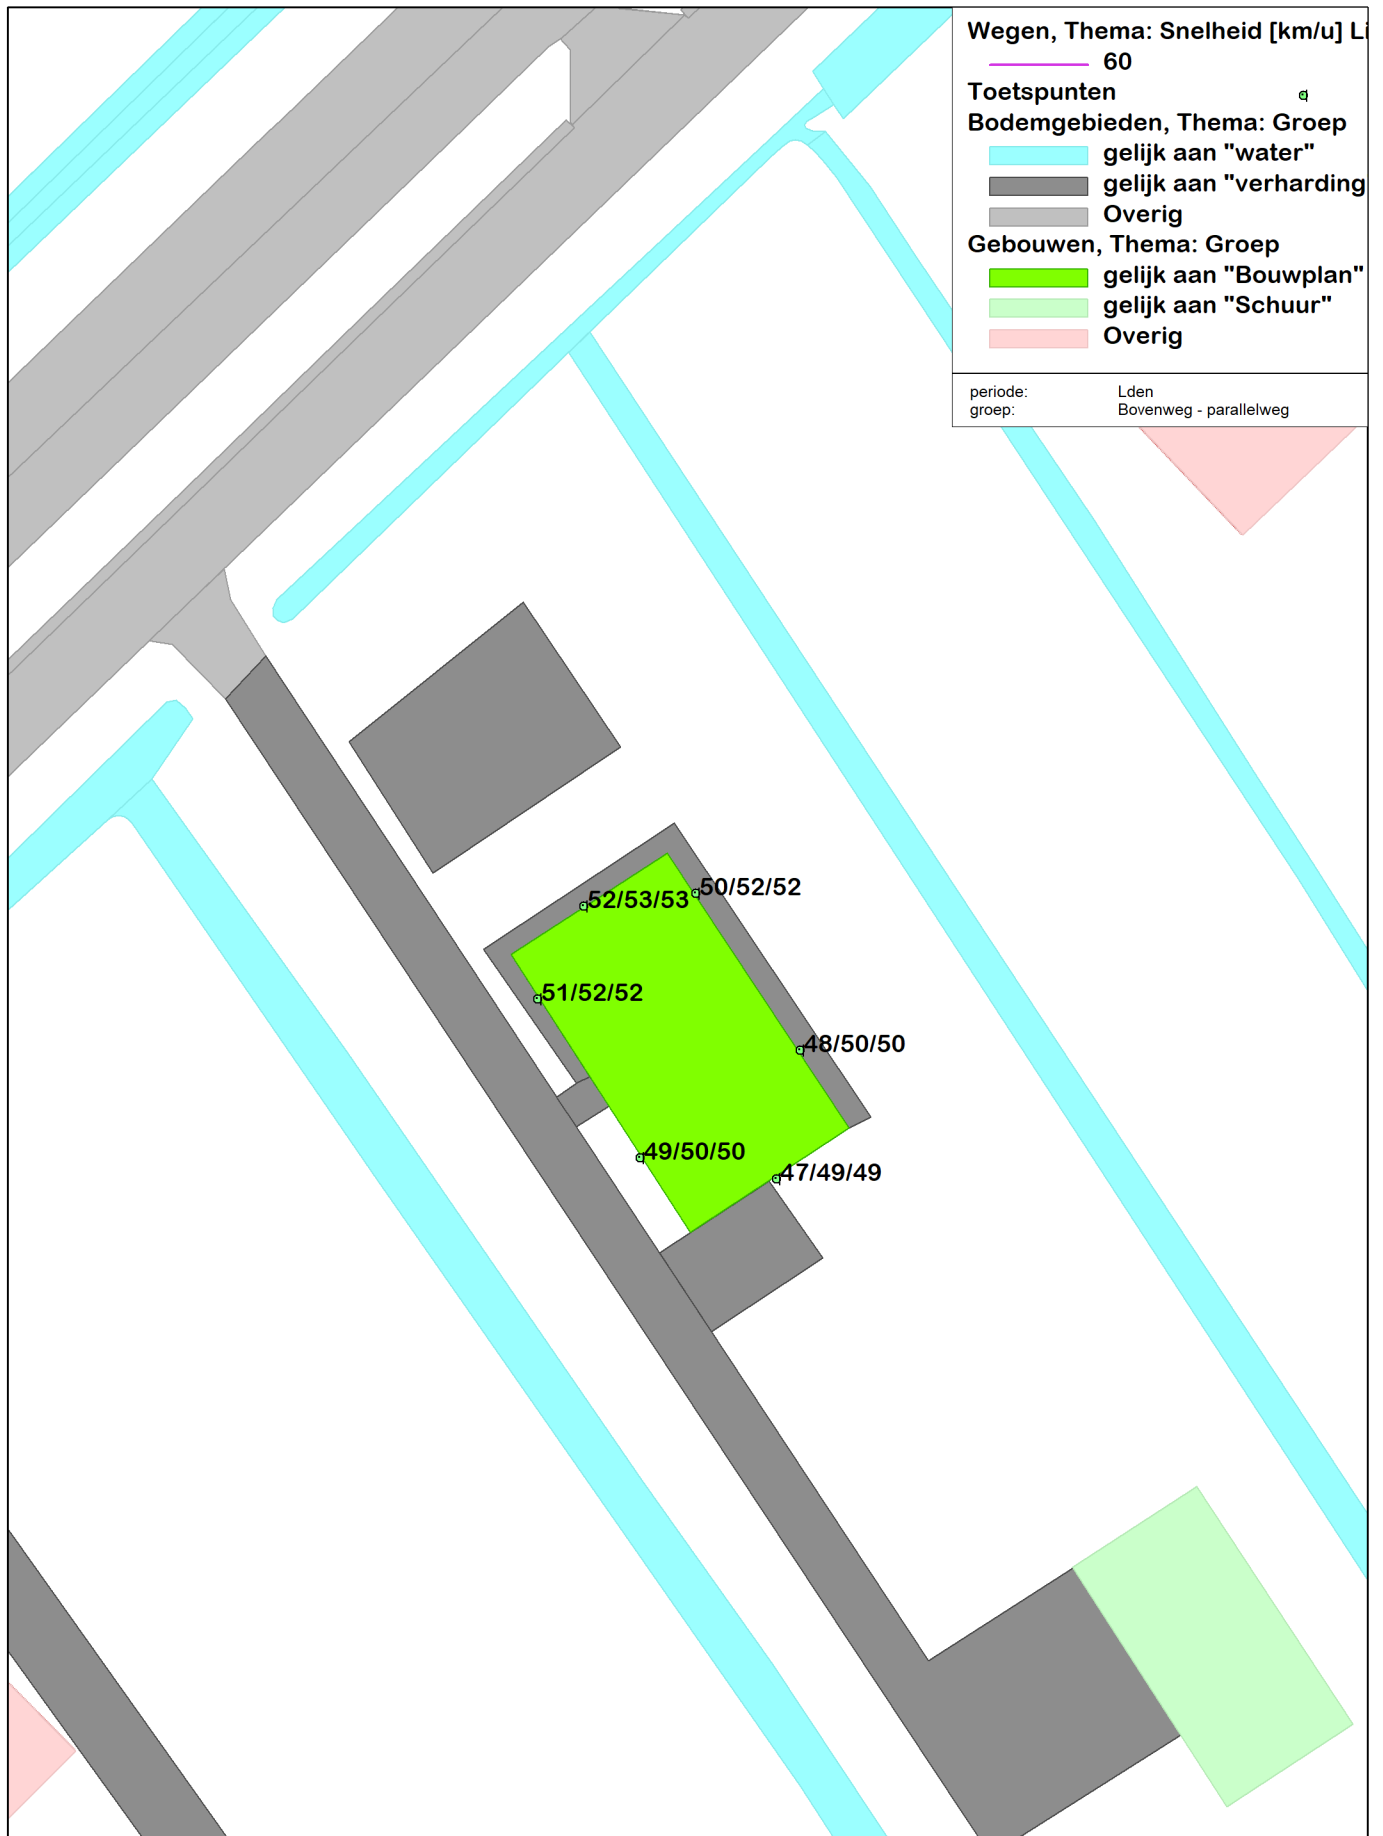 Wegen, Thema: Snelheid [km/u] Li
60
Toetspunten
Bodemgebieden, Thema: Groep
gelijk aan "water"
gelijk aan "verharding
Overig
Gebouwen, Thema: Groep
gelijk aan "Bouwplan"
gelijk aan "Schuur"
Overig
periode: Lden
groep: Bovenweg - parallelweg
50/52/52
52/53/53
51/52/52
48/50/50
49/50/50
47/49/49